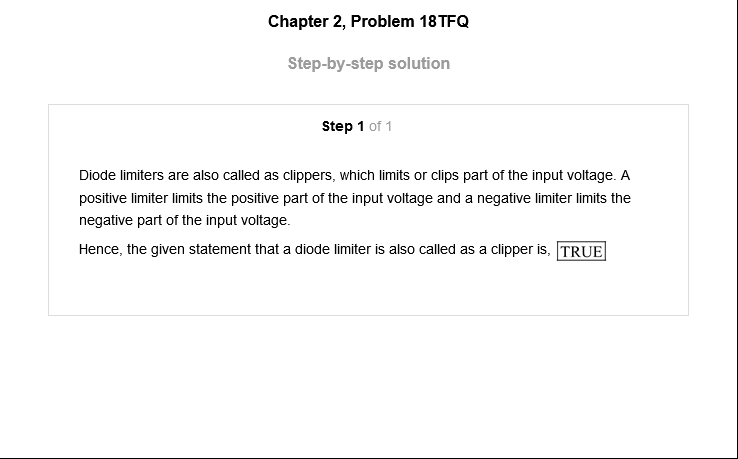 Chapter 2, Problem 18TFQ
Step-by-step solution
Step 1 of 1
Diode limiters are also called as clippers, which limits or clips part of the input voltage. A
positive limiter limits the positive part of the input voltage and a negative limiter limits the
negative part of the input voltage.
Hence, the given statement that a diode limiter is also called as a clipper is, TRUE